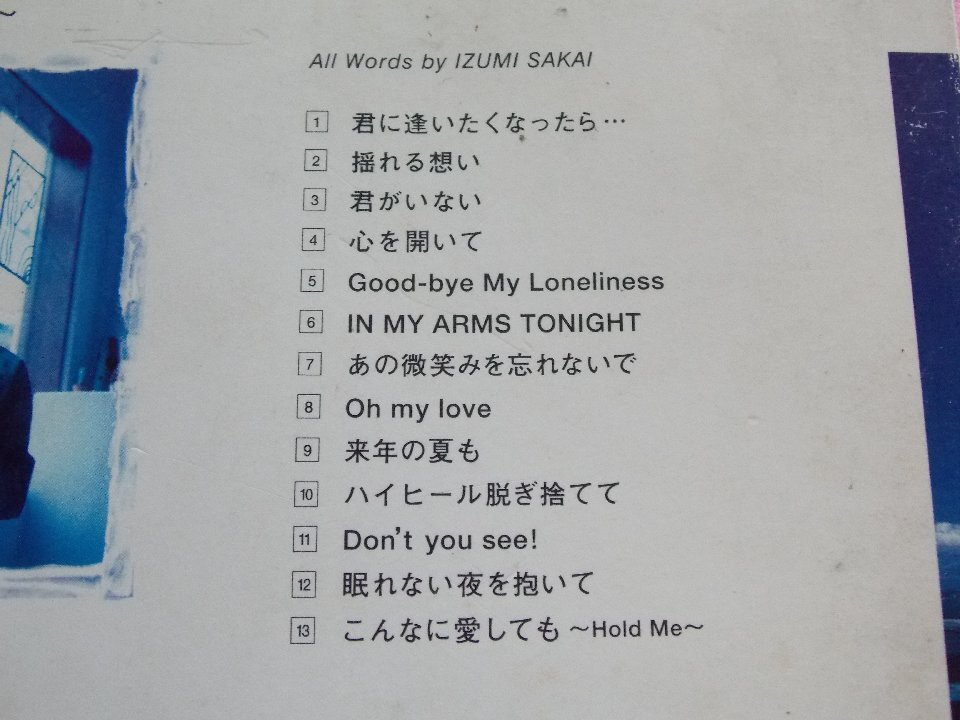 〜
All Words by IZUMI SAKAI
1 君に逢いたくなったら…
2 揺れる想い
3 君がいない
4 心を開いて
5 Good-bye My Loneliness
6 IN MY ARMS TONIGHT
7 あの微笑みを忘れないで
8 Oh my love
9 来年の夏も
10 ハイヒール脱ぎ捨てて
11 Don't you see!
12 眠れない夜を抱いて
13 こんなに愛しても 〜Hold Me〜